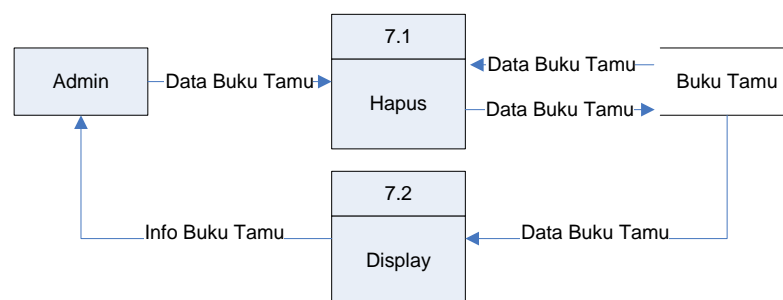 7.1
Admin
Data Buku Tamu
Hapus
Data Buku Tamu
Data Buku Tamu
Buku Tamu
7.2
Info Buku Tamu
Display
Data Buku Tamu